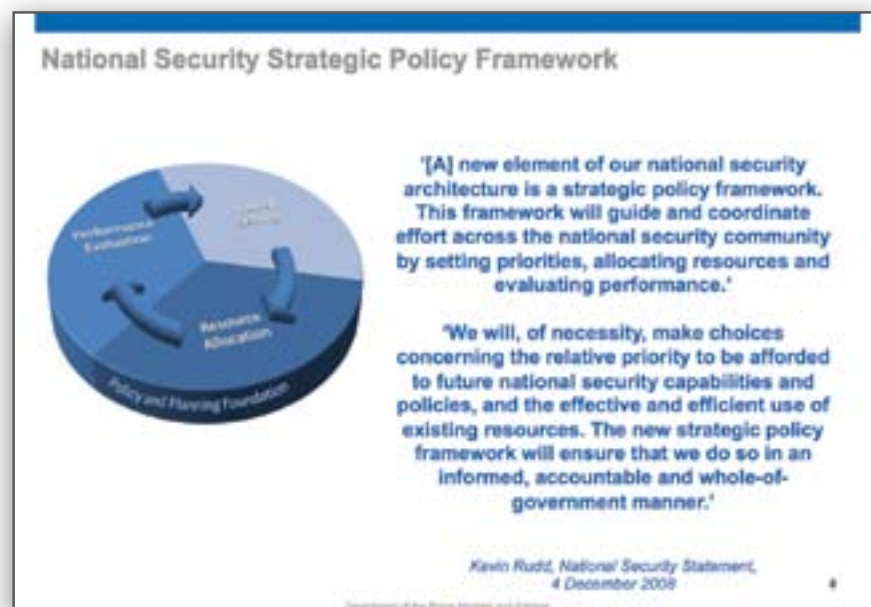 National Security Strategic Policy Framework
Performance
Evaluation
Resource
Allocation
Policy and Planning Foundation
'[A] new element of our national security
architecture is a strategic policy framework.
This framework will guide and coordinate
effort across the national security community
by setting priorities, allocating resources and
evaluating performance.'
'We will, of necessity, make choices
concerning the relative priority to be afforded
to future national security capabilities and
policies, and the effective and efficient use of
existing resources. The new strategic policy
framework will ensure that we do so in an
informed, accountable and whole-of-
government manner.'
Kevin Rudd, National Security Statement,
4 December 2008